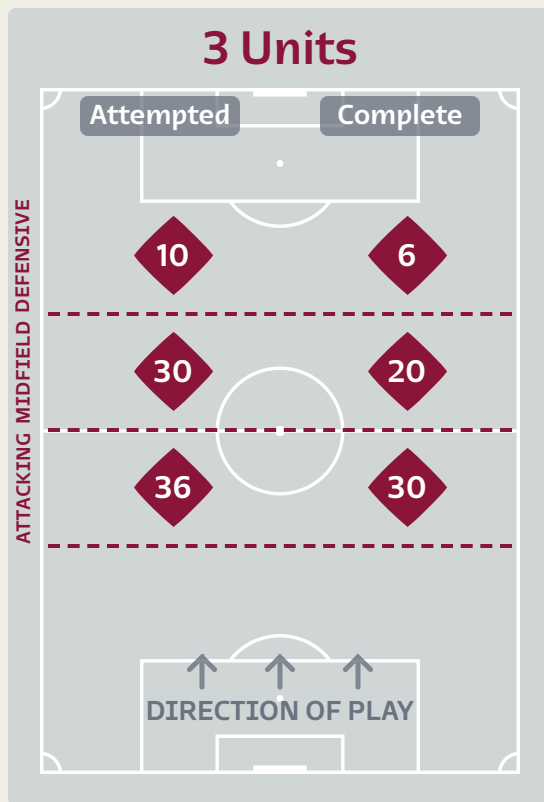 3 Units
Attempted Complete
ATTACKING MIDFIELD DEFENSIVE
10 6
30 20
36 30
DIRECTION OF PLAY